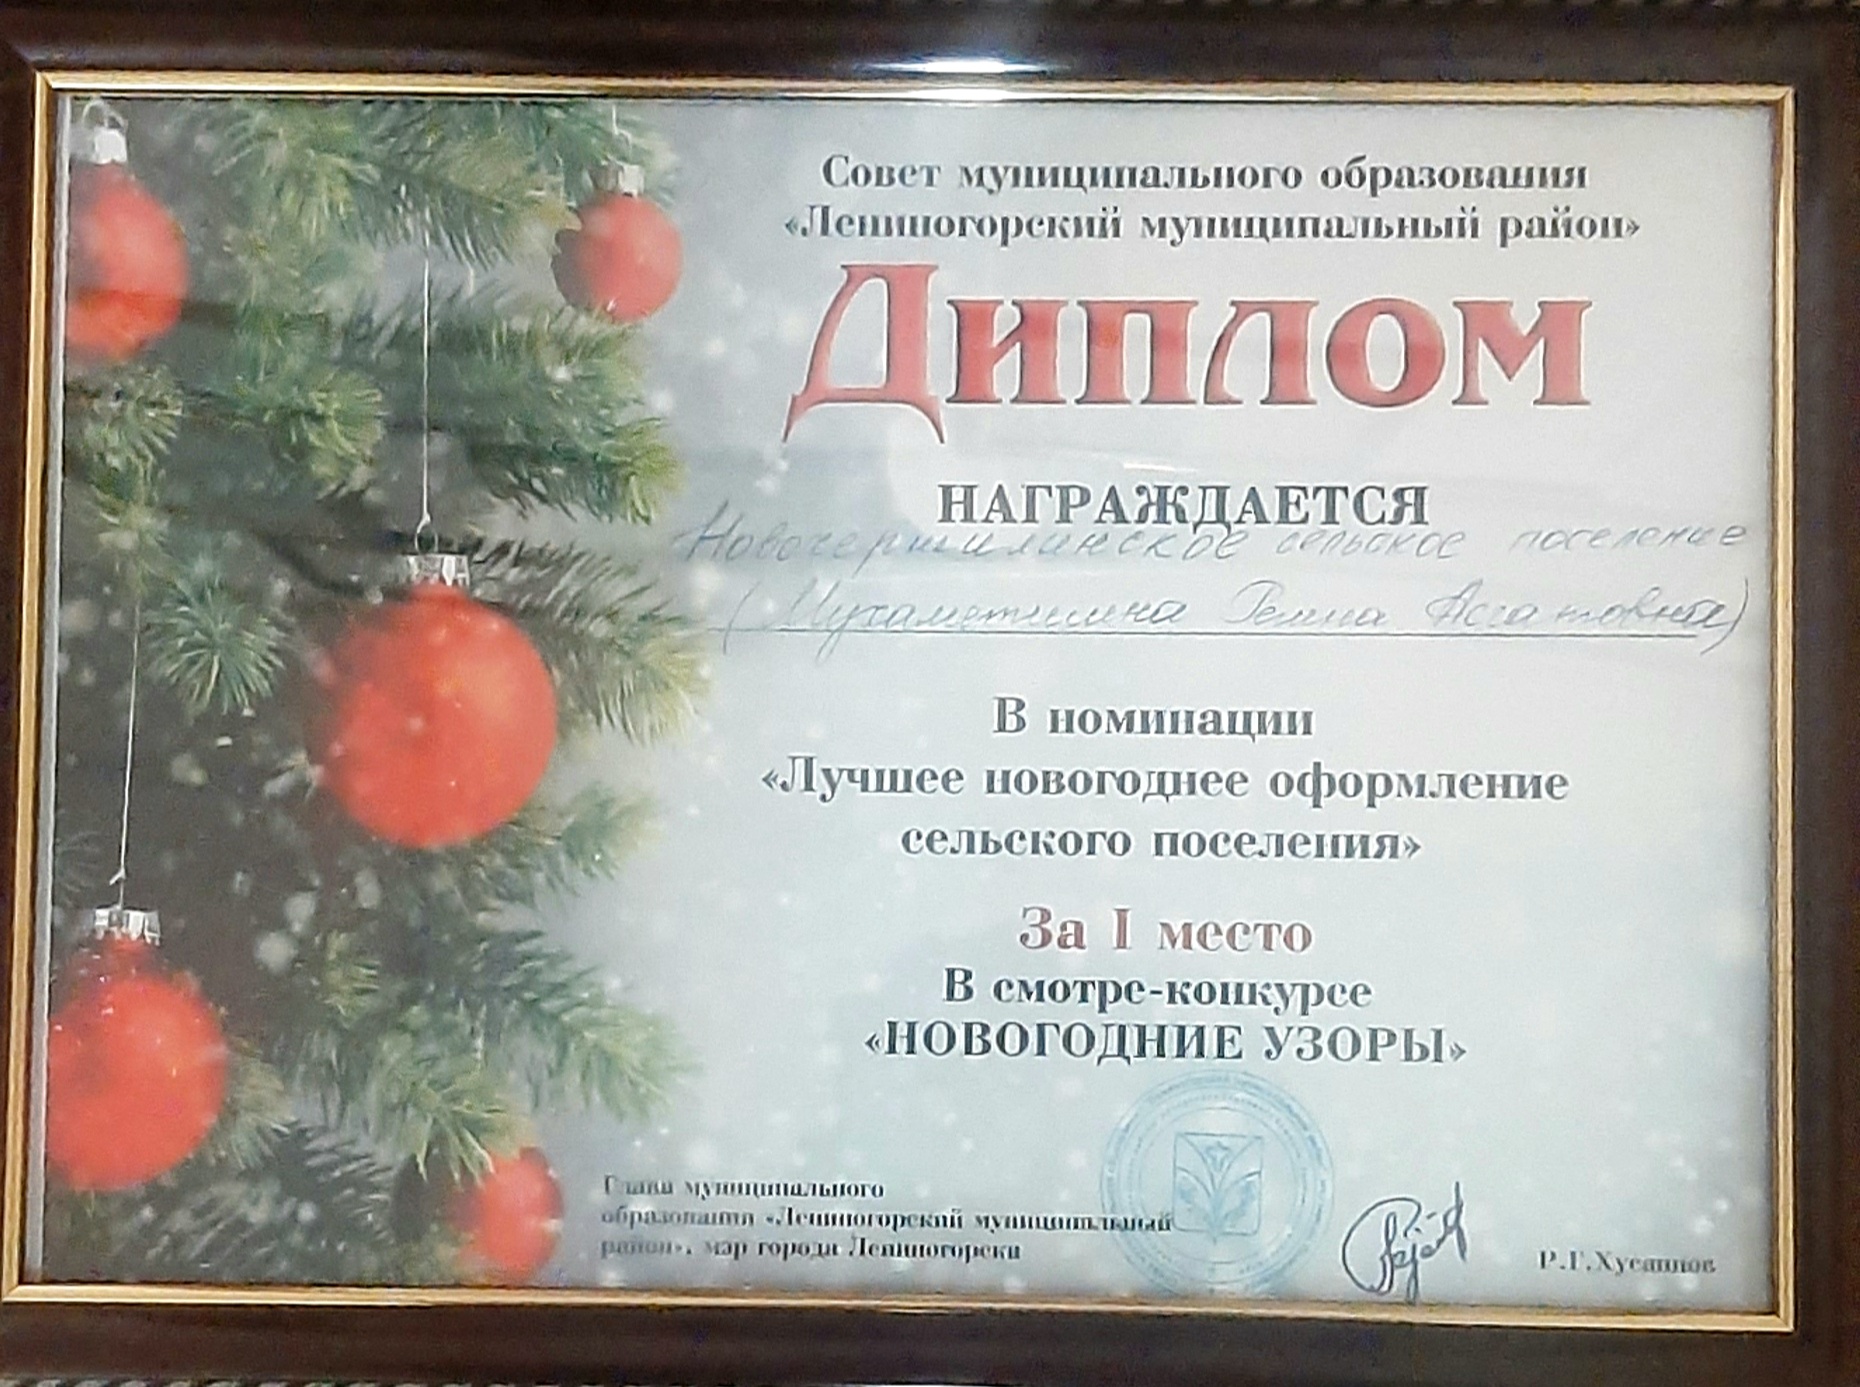 Совет муниципального образования
«Лениногорский муниципальный район»
Диплом
НАГРАЖДАЕТСЯ
Новочершилинское сельское поселение
(Мухаметшина Асгатовна)
В номинации
«Лучшее новогоднее оформление
сельского поселения»
За I место
В смотре-конкурсе
«НОВОГОДНИЕ УЗОРЫ»
Глава муниципального
образования «Лениногорский муниципальный
район», мэр города Лениногорска
Р.Г.Хусаинов